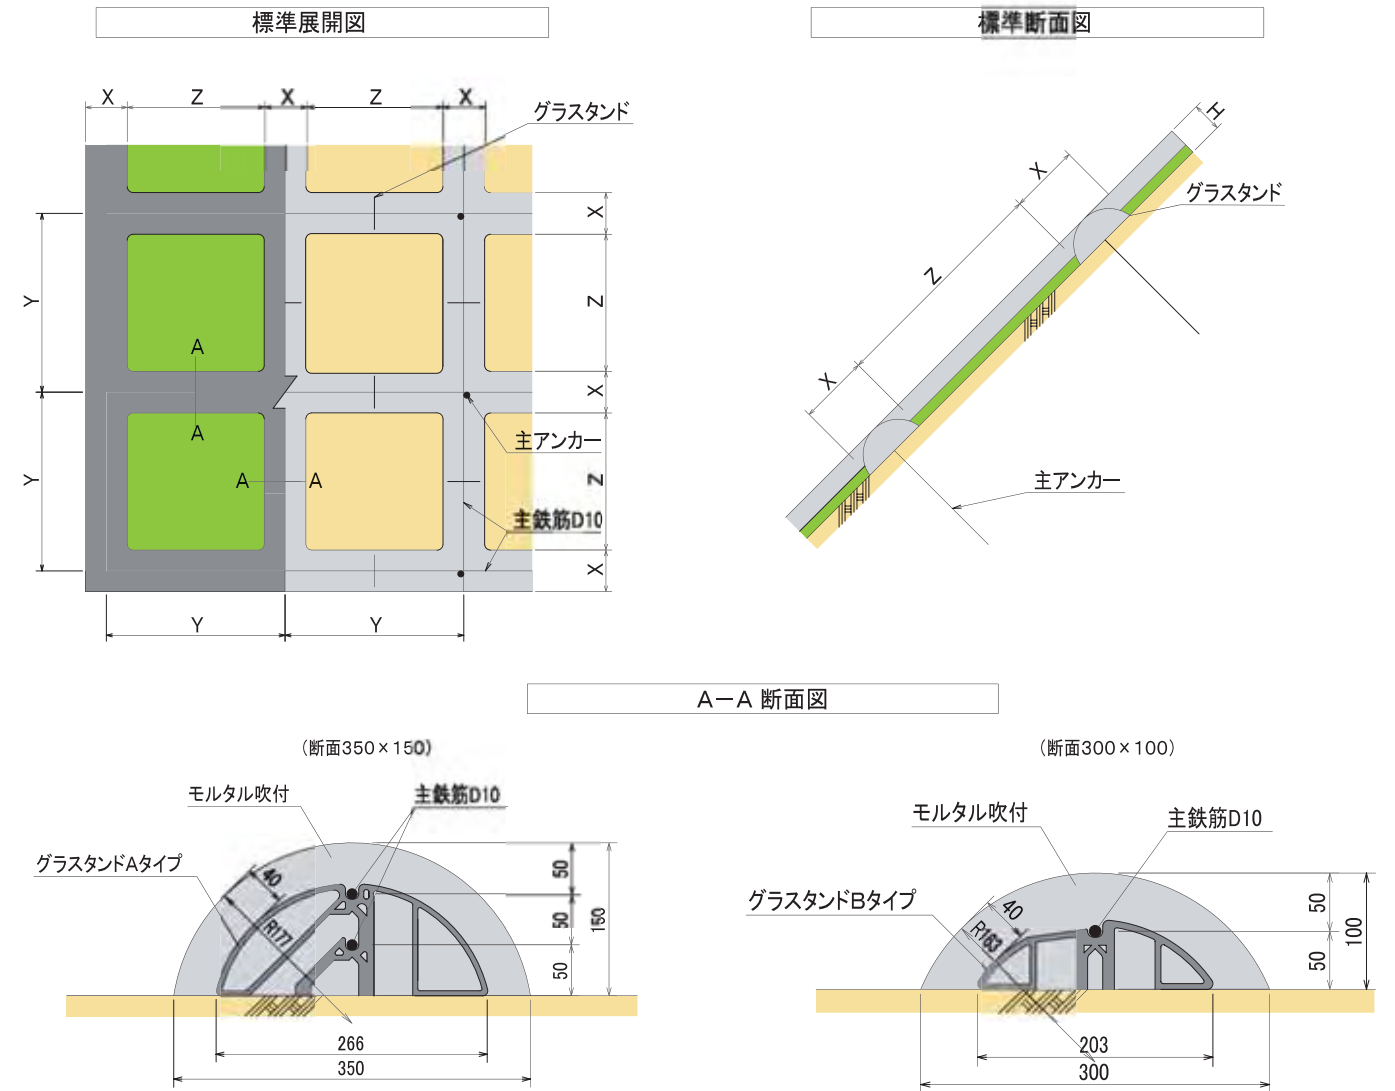 標準展開図
標準断面図
X Z X Z X
グラスタンド
X
Z
X
Z
X
Y
Y
A
A
A A
主アンカー
主鉄筋D10
Y Y
H
X
グラスタンド
Z
X
主アンカー
A－A 断面図
（断面350×150）
モルタル吹付
主鉄筋D10
グラスタンドAタイプ
40
R177
50
50
50
150
266
350
（断面300×100）
モルタル吹付
主鉄筋D10
グラスタンドBタイプ
40
R163
50
50
100
203
300